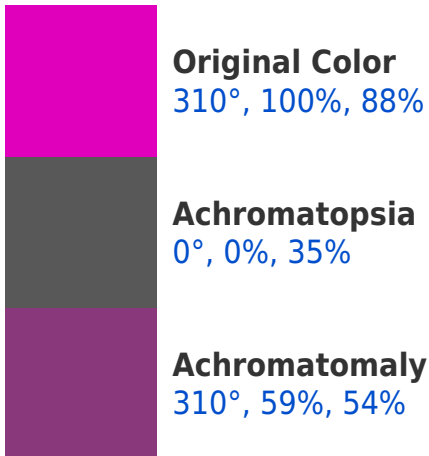 Original Color
310°, 100%, 88%
Achromatopsia
0°, 0%, 35%
Achromatomaly
310°, 59%, 54%